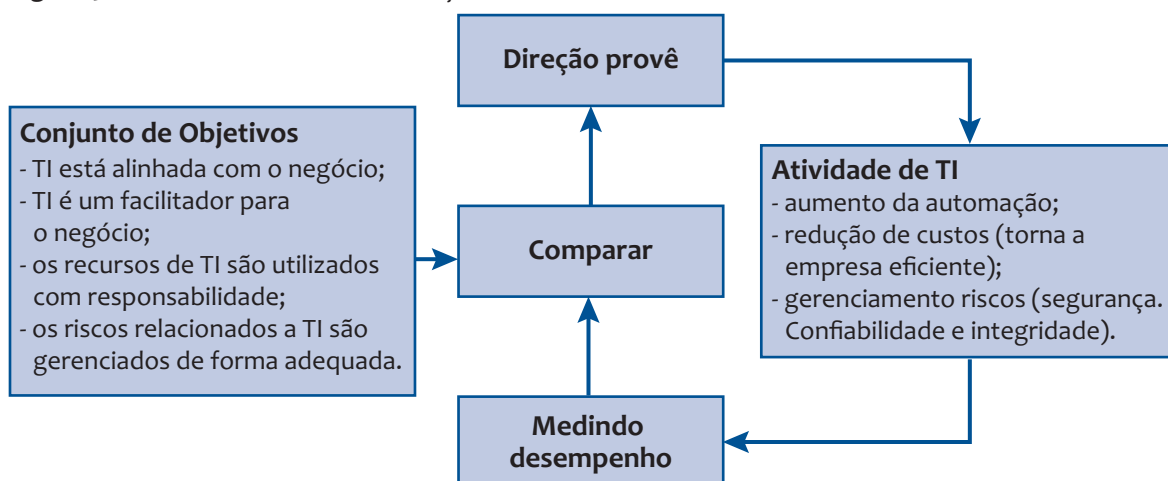 Direção provê
Conjunto de Objetivos
- TI está alinhada com o negócio;
- TI é um facilitador para
o negócio;
- os recursos de TI são utilizados
com responsabilidade;
- os riscos relacionados a TI são
gerenciados de forma adequada.
Comparar
Atividade de TI
- aumento da automação;
- redução de custos (torna a
empresa eficiente);
- gerenciamento riscos (segurança.
Confiabilidade e integridade).
Medindo
desempenho